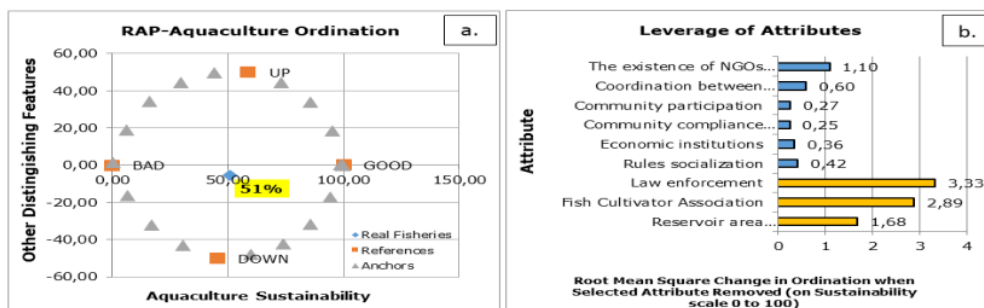 RAP-Aquaculture Ordination
a.
Other Distingishing Features
60,00
40,00
20,00
0,00
-20,00
-40,00
-60,00
UP
BAD
GOOD
DOWN
0,00
50,00
100,00
150,00
51%
Real Fisheries
References
Anchors
Aquaculture Sustainability
Leverage of Attributes
b.
Attribute
The existence of NGOs... 1,10
Coordination between... 0,60
Community participation 0,27
Community compliance... 0,25
Economic institutions 0,36
Rules socialization 0,42
Law enforcement 3,33
Fish Cultivator Association 2,89
Reservoir area... 1,68
0 1 2 3 4
Root Mean Square Change in Ordination when
Selected Attribute Removed (on Sustainability
scale 0 to 100)